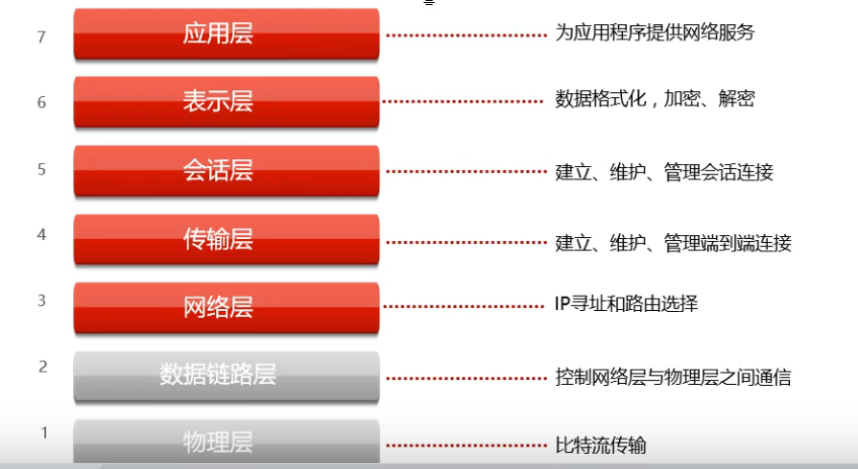 7 应用层 为应用程序提供网络服务
6 表示层 数据格式化，加密、解密
5 会话层 建立、维护、管理会话连接
4 传输层 建立、维护、管理端到端连接
3 网络层 IP寻址和路由选择
2 数据链路层 控制网络层与物理层之间通信
1 物理层 比特流传输